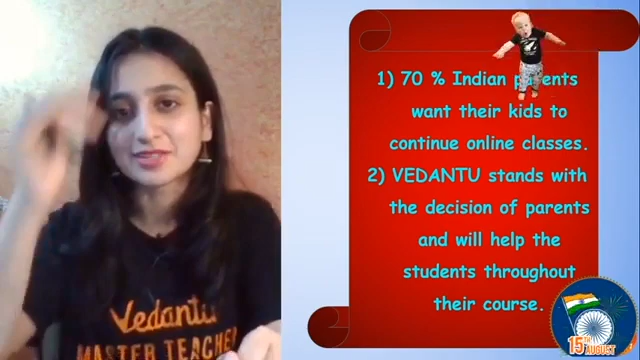 1) 70 % Indian parents
want their kids to
continue online classes.
2) VEDANTU stands with
the decision of parents
and will help the
students throughout
their course.
Vedantu
MASTER TEACHER
15TH
AUGUST